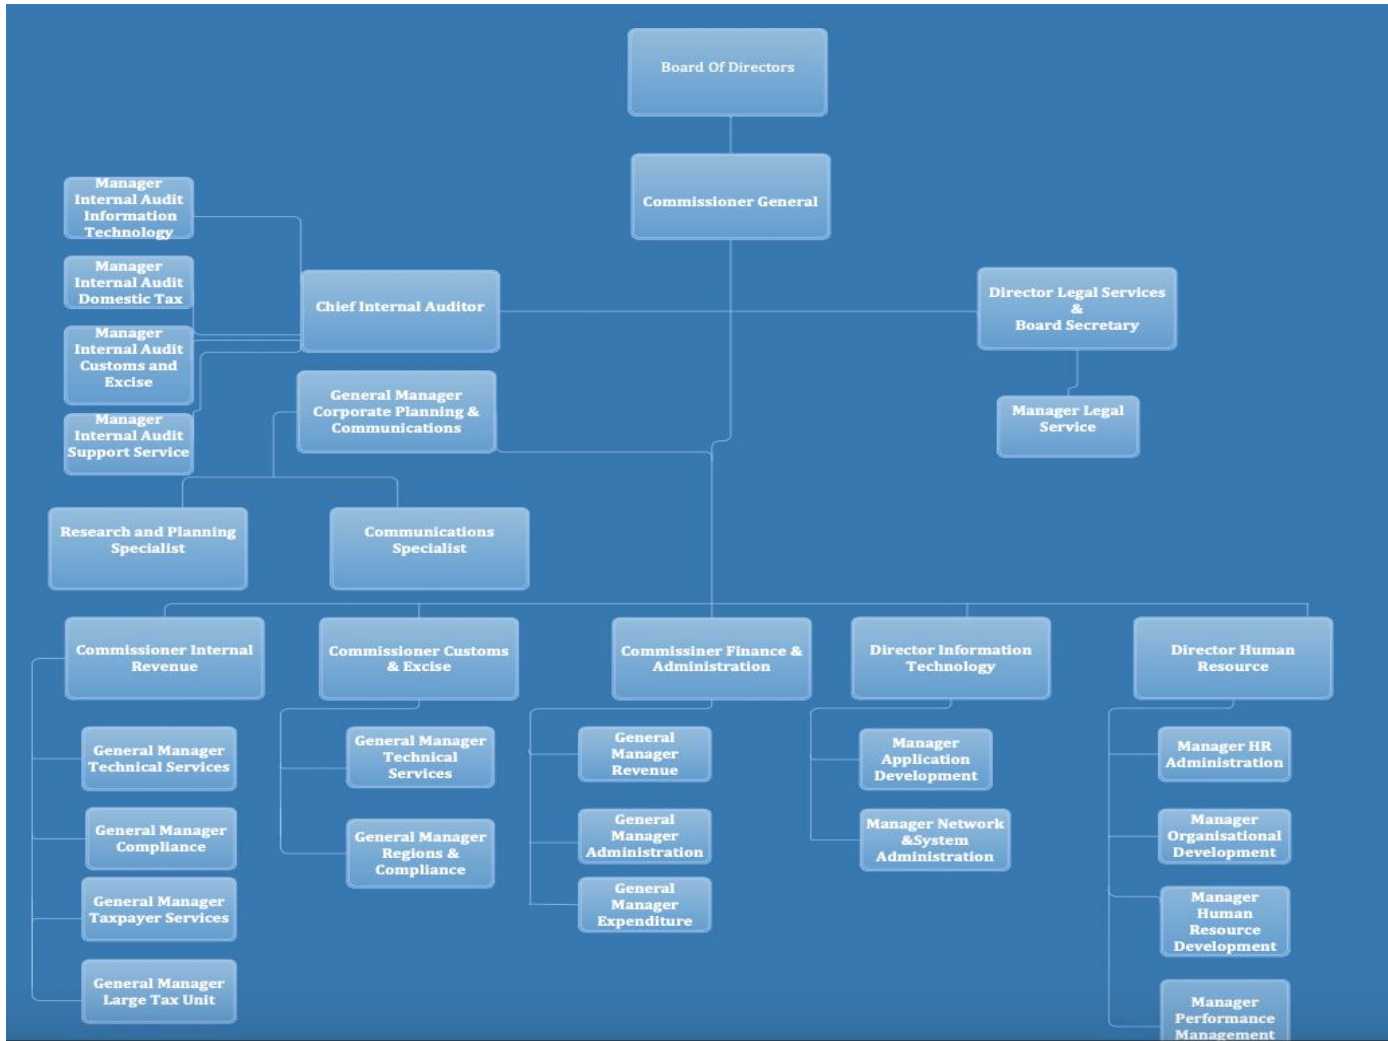 Board Of Directors
Commissioner General
Manager
Internal Audit
Information
Technology
Manager
Internal Audit
Domestic Tax
Manager
Internal Audit
Customs and
Excise
Manager
Internal Audit
Support Service
Chief Internal Auditor
Director Legal Services
&
Board Secretary
Manager Legal
Service
General Manager
Corporate Planning &
Communications
Research and Planning
Specialist
Communications
Specialist
Commissioner Internal
Revenue
General Manager
Technical Services
General Manager
Compliance
General Manager
Taxpayer Services
General Manager
Large Tax Unit
Commissioner Customs
& Excise
General Manager
Technical
Services
General Manager
Regions &
Compliance
Commissiner Finance &
Administration
General
Manager
Revenue
General
Manager
Administration
General
Manager
Expenditure
Director Information
Technology
Manager
Application
Development
Manager Network
&System
Administration
Director Human
Resource
Manager HR
Administration
Manager
Organisational
Development
Manager
Human
Resource
Development
Manager
Performance
Management